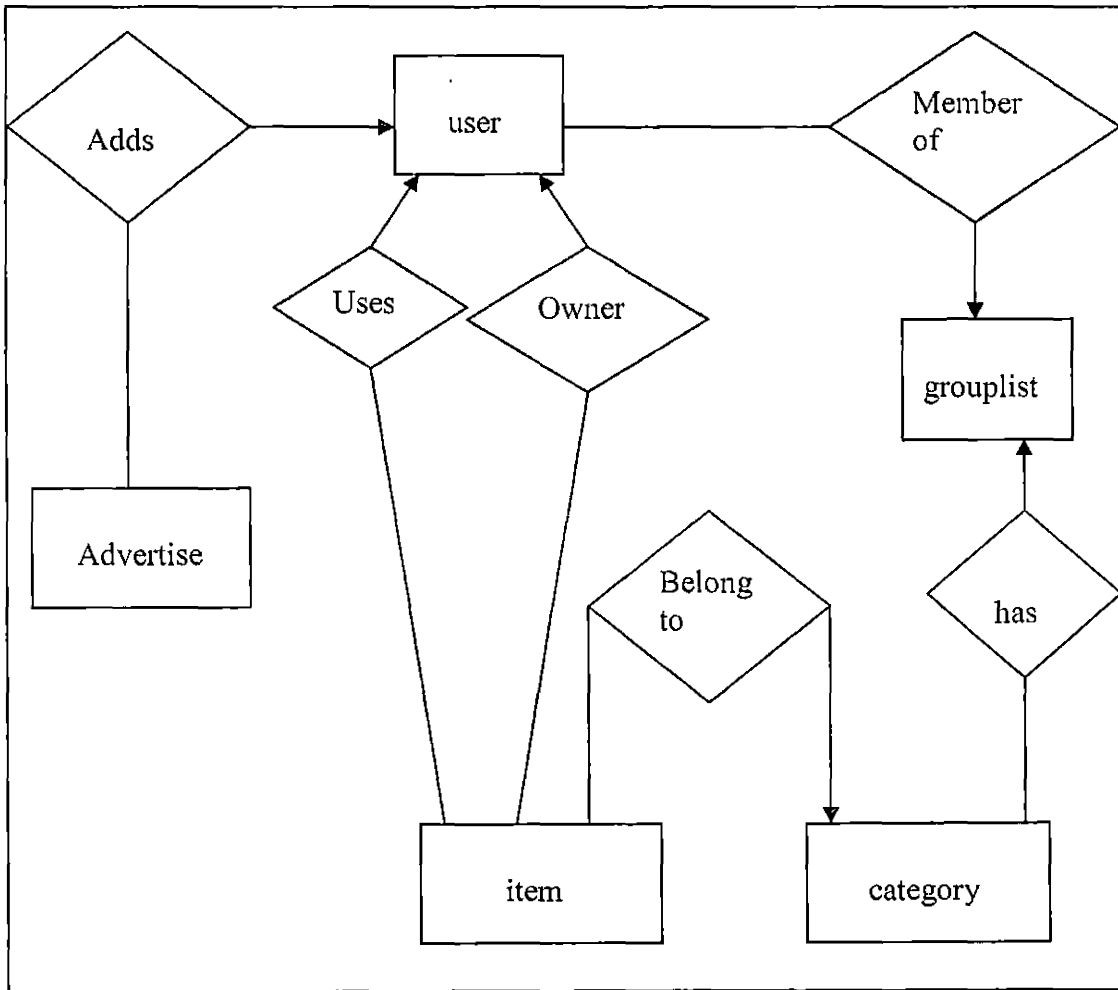 Adds
user
Member
of
Uses
Owner
grouplist
Advertise
Belong
to
has
item
category